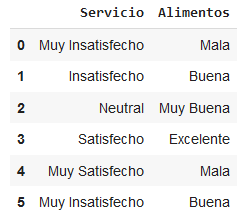 Servicio Alimentos
0 Muy Insatisfecho Mala
1 Insatisfecho Buena
2 Neutral Muy Buena
3 Satisfecho Excelente
4 Muy Satisfecho Mala
5 Muy Insatisfecho Buena